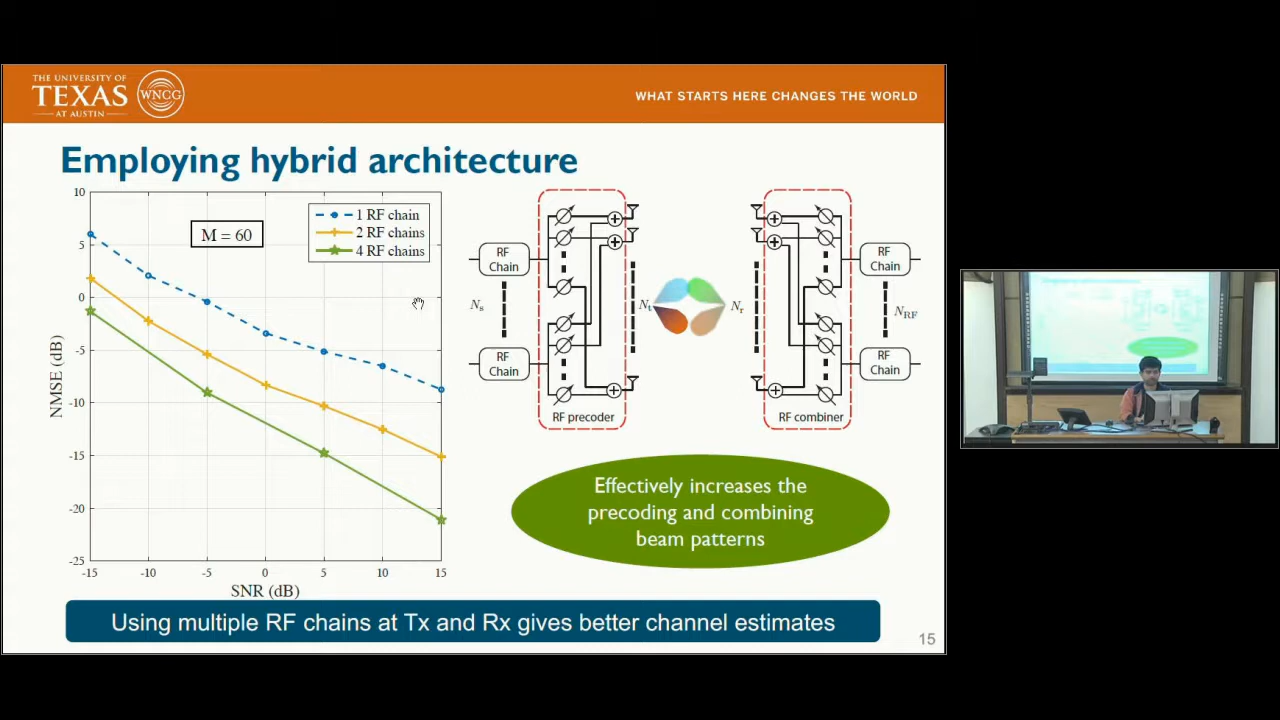 THE UNIVERSITY OF
TEXAS
AT AUSTIN
WNCG
WHAT STARTS HERE CHANGES THE WORLD
Employing hybrid architecture
10
5
0
-5
-10
-15
-20
-25
-15
-10
-5
0
5
10
15
NMSE (dB)
SNR (dB)
M = 60
1 RF chain
2 RF chains
4 RF chains
RF
Chain
RF
Chain
Ns
Nt
RF precoder
Nr
RF combiner
RF
Chain
RF
Chain
NRF
Effectively increases the
precoding and combining
beam patterns
Using multiple RF chains at Tx and Rx gives better channel estimates
15